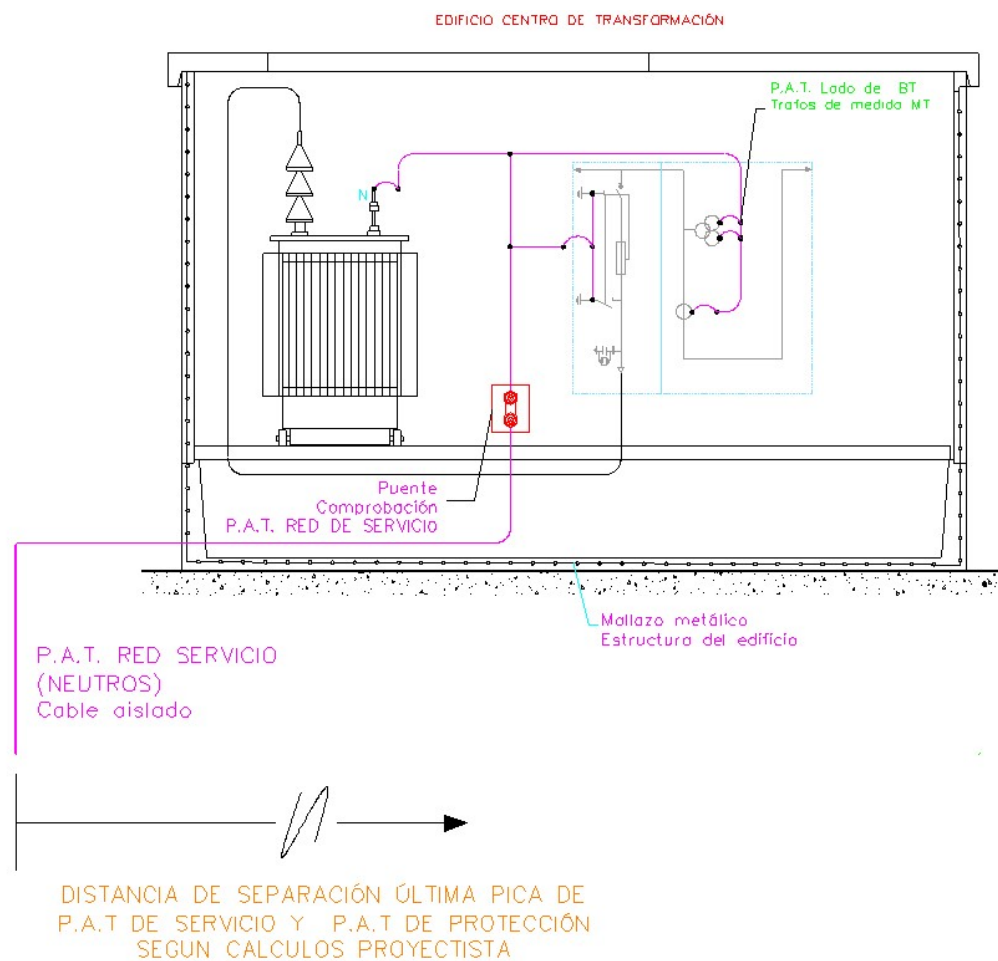 EDIFICIO CENTRO DE TRANSFORMACIÓN
P.A.T. Lado de BT
Trafos de medida MT
N
Puente
Comprobación
P.A.T. RED DE SERVICIO
Mallazo metálico
Estructura del edificio
P.A.T. RED SERVICIO
(NEUTROS)
Cable aislado
DISTANCIA DE SEPARACIÓN ÚLTIMA PICA DE
P.A.T DE SERVICIO Y P.A.T DE PROTECCIÓN
SEGUN CALCULOS PROYECTISTA